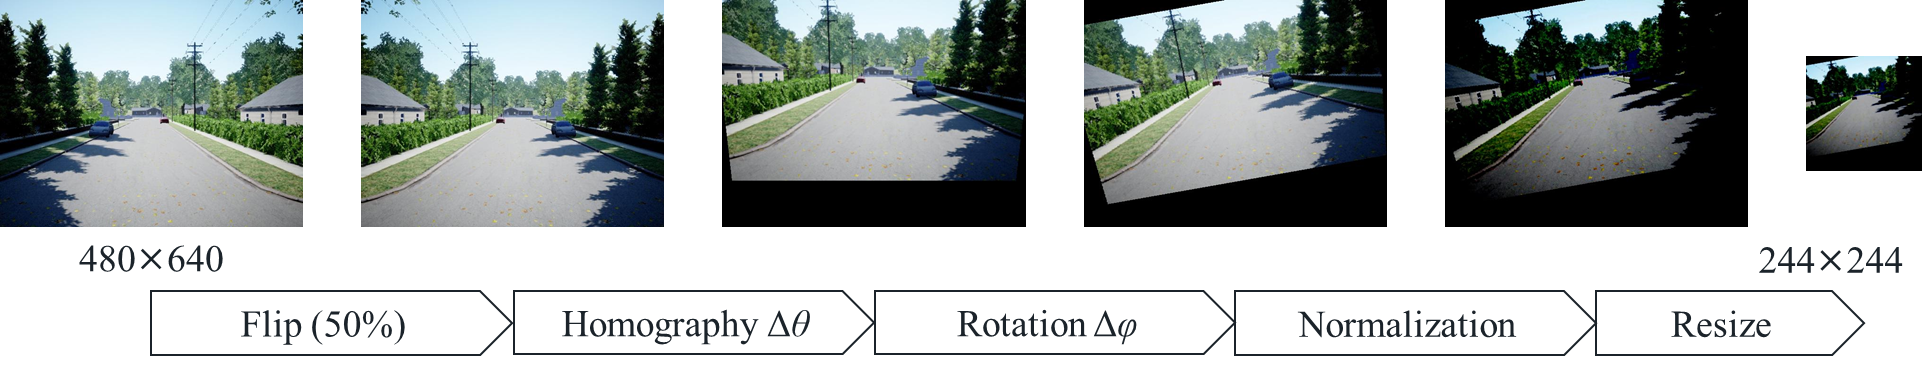 480×640
244×244
Flip (50%)
Homography Δθ
Rotation Δφ
Normalization
Resize